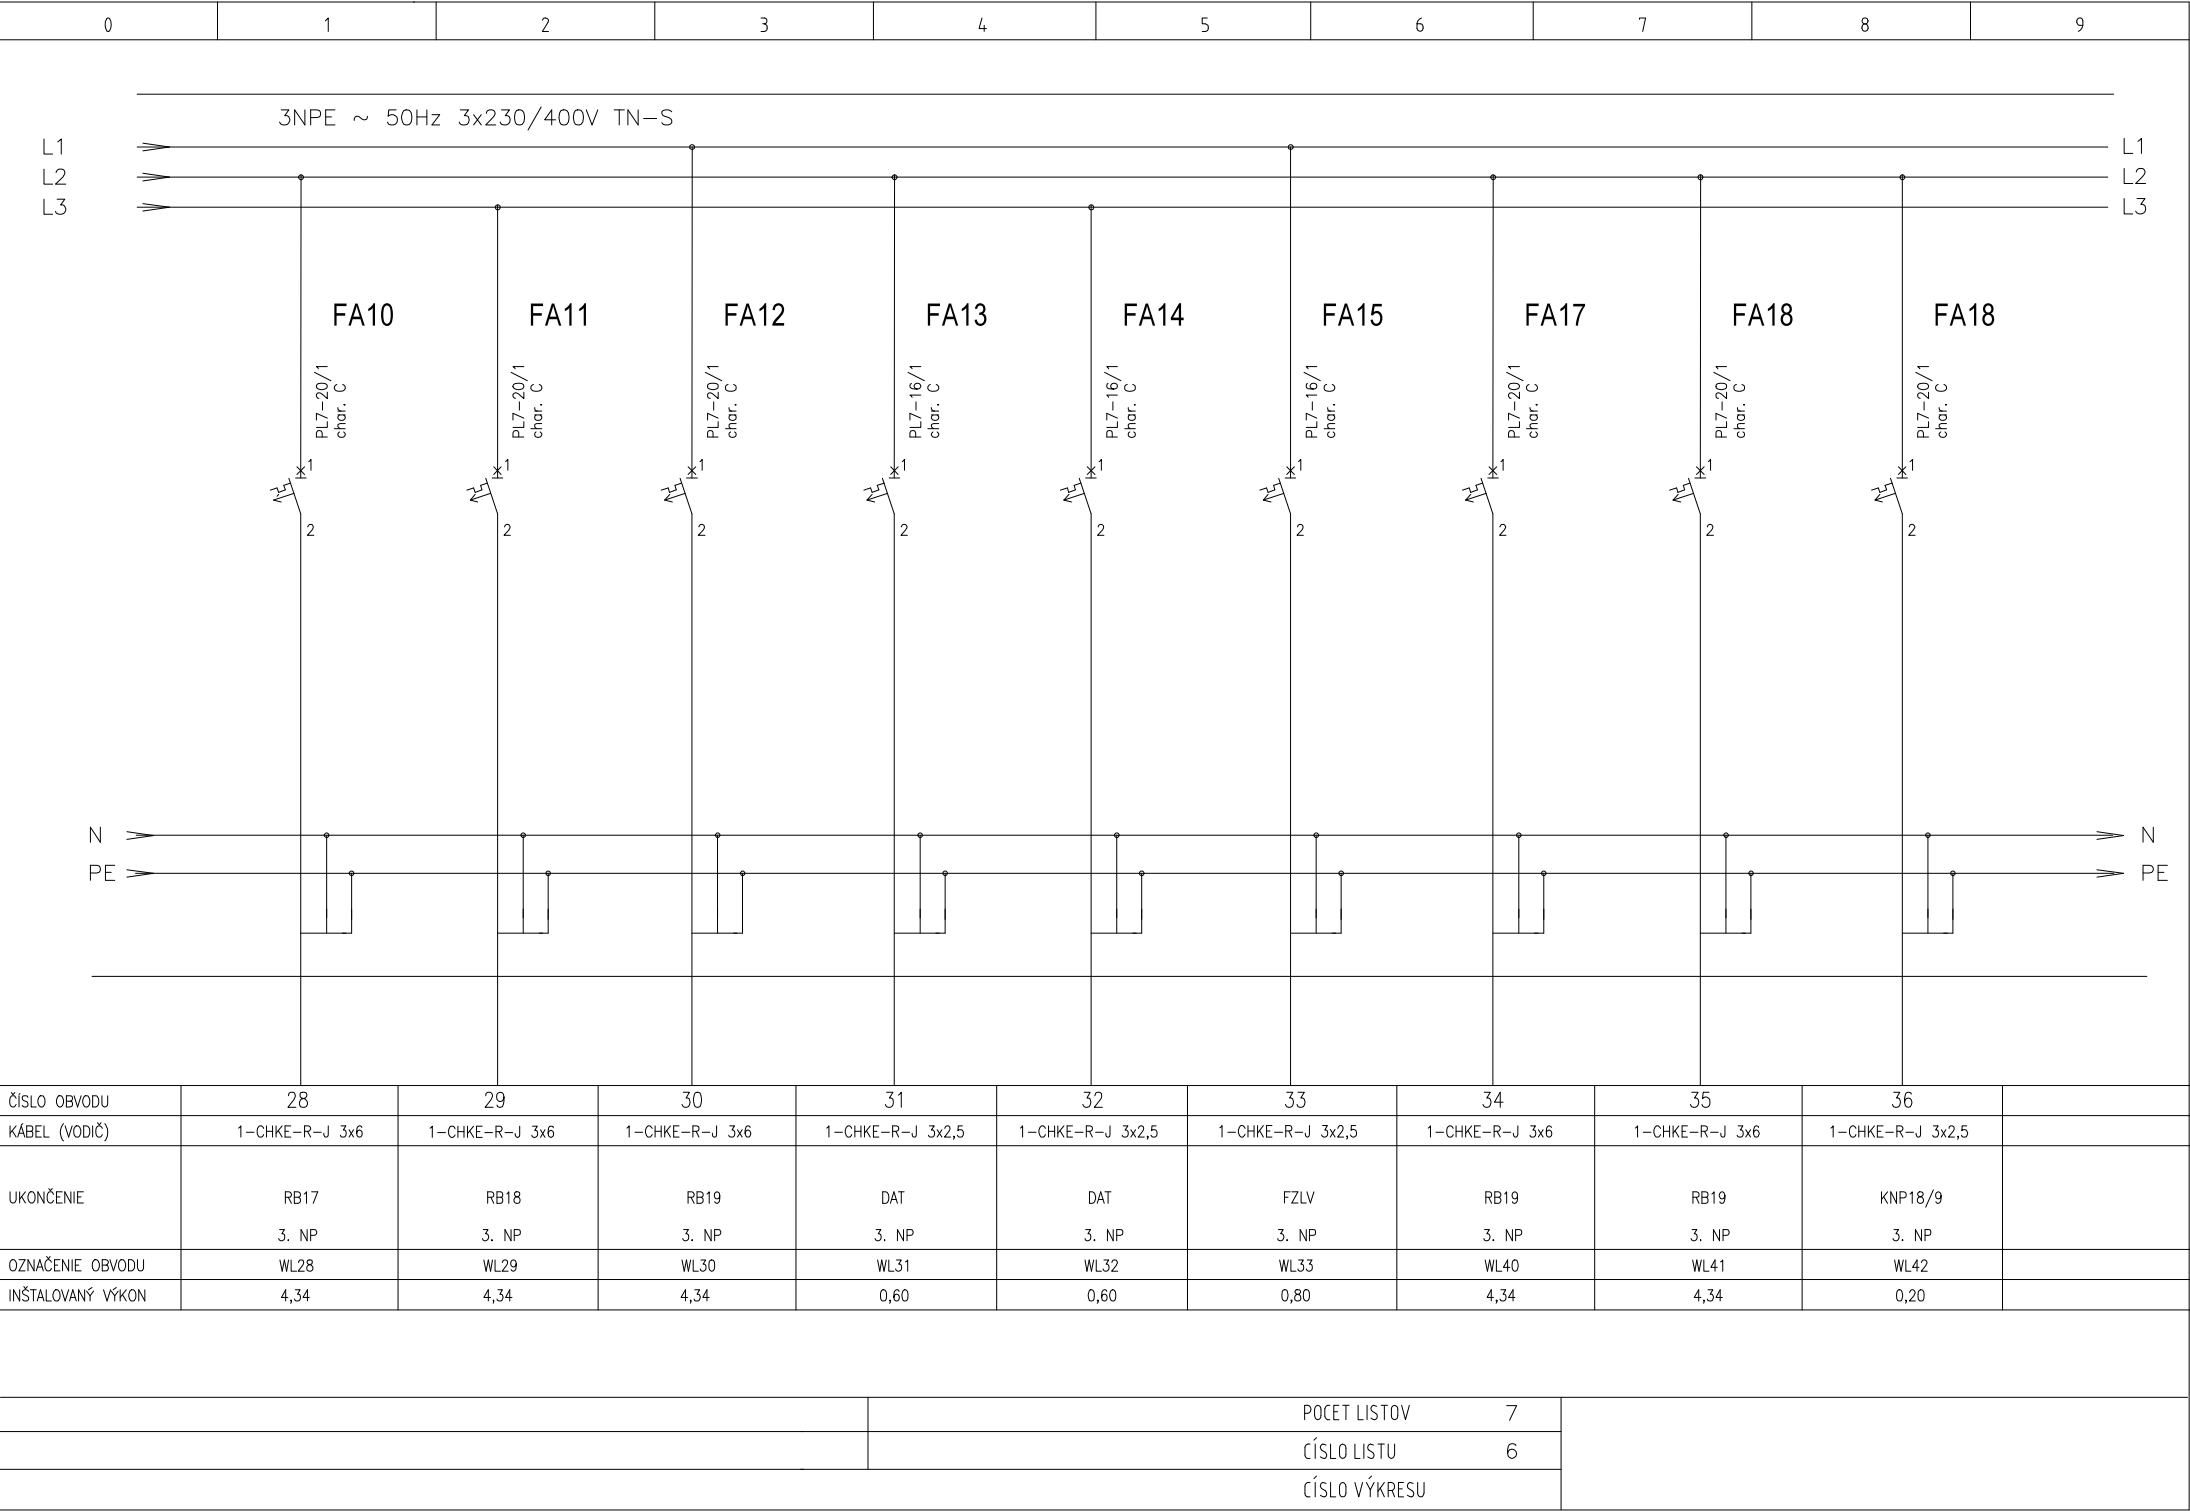 0 1 2 3 4 5 6 7 8 9
3NPE ~ 50Hz 3x230/400V TN-S
L1 L1
L2 L2
L3 L3
FA10 FA11 FA12 FA13 FA14 FA15 FA17 FA18 FA18
PL7-20/1 PL7-20/1 PL7-20/1 PL7-16/1 PL7-16/1 PL7-16/1 PL7-20/1 PL7-20/1 PL7-20/1
char. C char. C char. C char. C char. C char. C char. C char. C char. C
1 1 1 1 1 1 1 1 1
2 2 2 2 2 2 2 2 2
N N
PE PE
ČÍSLO OBVODU 28 29 30 31 32 33 34 35 36
KÁBEL (VODIČ) 1-CHKE-R-J 3x6 1-CHKE-R-J 3x6 1-CHKE-R-J 3x6 1-CHKE-R-J 3x2,5 1-CHKE-R-J 3x2,5 1-CHKE-R-J 3x2,5 1-CHKE-R-J 3x6 1-CHKE-R-J 3x6 1-CHKE-R-J 3x2,5
UKONČENIE RB17 RB18 RB19 DAT DAT FZLV RB19 RB19 KNP18/9
3. NP 3. NP 3. NP 3. NP 3. NP 3. NP 3. NP 3. NP 3. NP
OZNAČENIE OBVODU WL28 WL29 WL30 WL31 WL32 WL33 WL40 WL41 WL42
INŠTALOVANÝ VÝKON 4,34 4,34 4,34 0,60 0,60 0,80 4,34 4,34 0,20
POCET LISTOV 7
CÍSLO LISTU 6
CÍSLO VÝKRESU